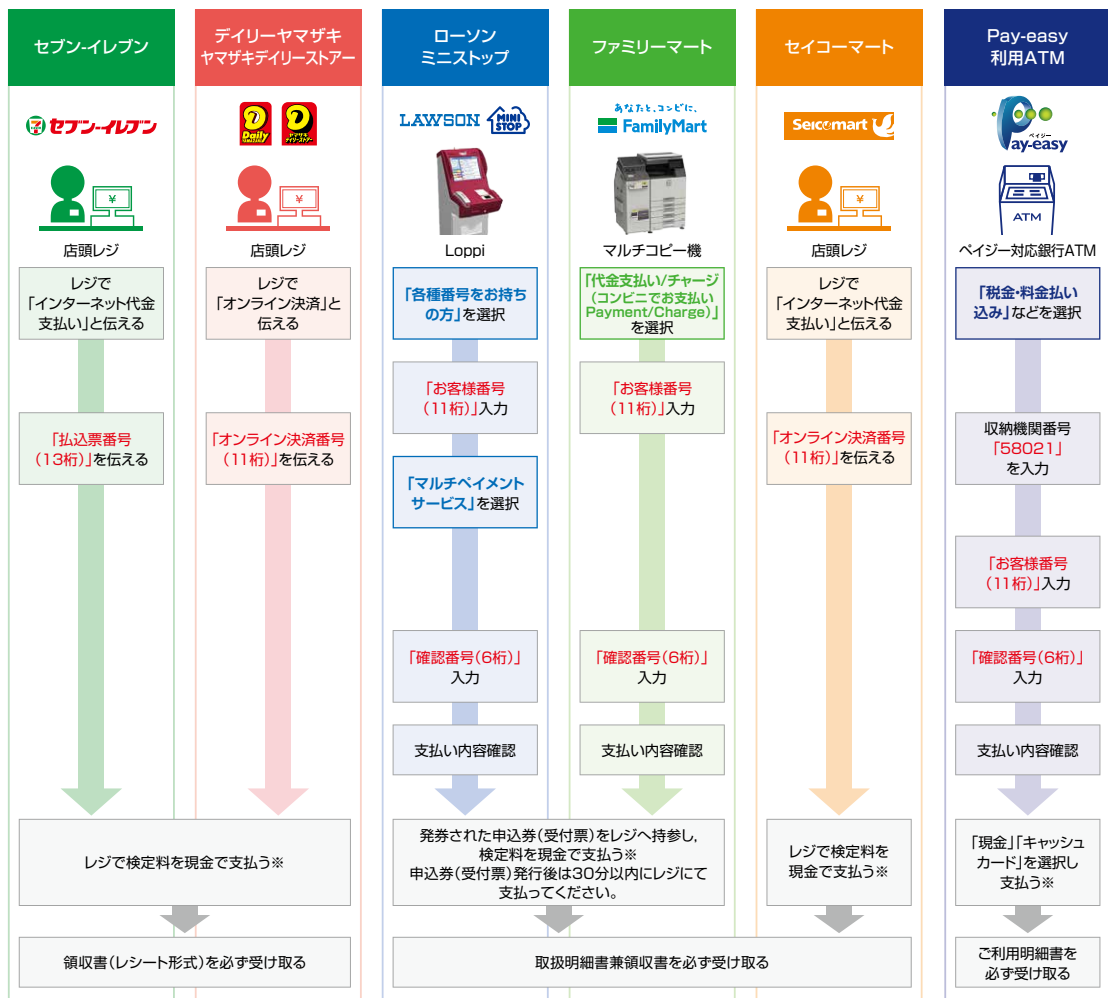 セブン-イレブン
デイリーヤマザキ
ヤマザキデイリーストアー
ローソン
ミニストップ
ファミリーマート
セイコーマート
Pay-easy
利用ATM
セブン-イレブン
Daily
YAMAZAKI
ヤマザキ
デイリーストアー
LAWSON
MINI
STOP
あなたと、コンビに、
FamilyMart
Seicomart
ペイジー
Pay-easy
¥
¥
¥
ATM
店頭レジ
店頭レジ
Loppi
マルチコピー機
店頭レジ
ペイジー対応銀行ATM
レジで
「インターネット代金
支払い」と伝える
レジで
「オンライン決済」と
伝える
「各種番号をお持ち
の方」を選択
「代金支払い/チャージ
(コンビニでお支払い
Payment/Charge)」
を選択
レジで
「インターネット代金
支払い」と伝える
「税金・料金払い
込み」などを選択
「お客様番号
(11桁)」入力
「お客様番号
(11桁)」入力
「払込票番号
(13桁)」を伝える
「オンライン決済番号
(11桁)」を伝える
「マルチペイメント
サービス」を選択
「オンライン決済番号
(11桁)」を伝える
収納機関番号
「58021」
を入力
「お客様番号
(11桁)」入力
「確認番号(6桁)」
入力
「確認番号(6桁)」
入力
「確認番号(6桁)」
入力
支払い内容確認
支払い内容確認
支払い内容確認
レジで検定料を現金で支払う※
発券された申込券(受付票)をレジへ持参し,
検定料を現金で支払う※
申込券(受付票)発行後は30分以内にレジにて
支払ってください。
レジで検定料を
現金で支払う※
「現金」「キャッシュ
カード」を選択し
支払う※
領収書(レシート形式)を必ず受け取る
取扱明細書兼領収書を必ず受け取る
ご利用明細書を
必ず受け取る